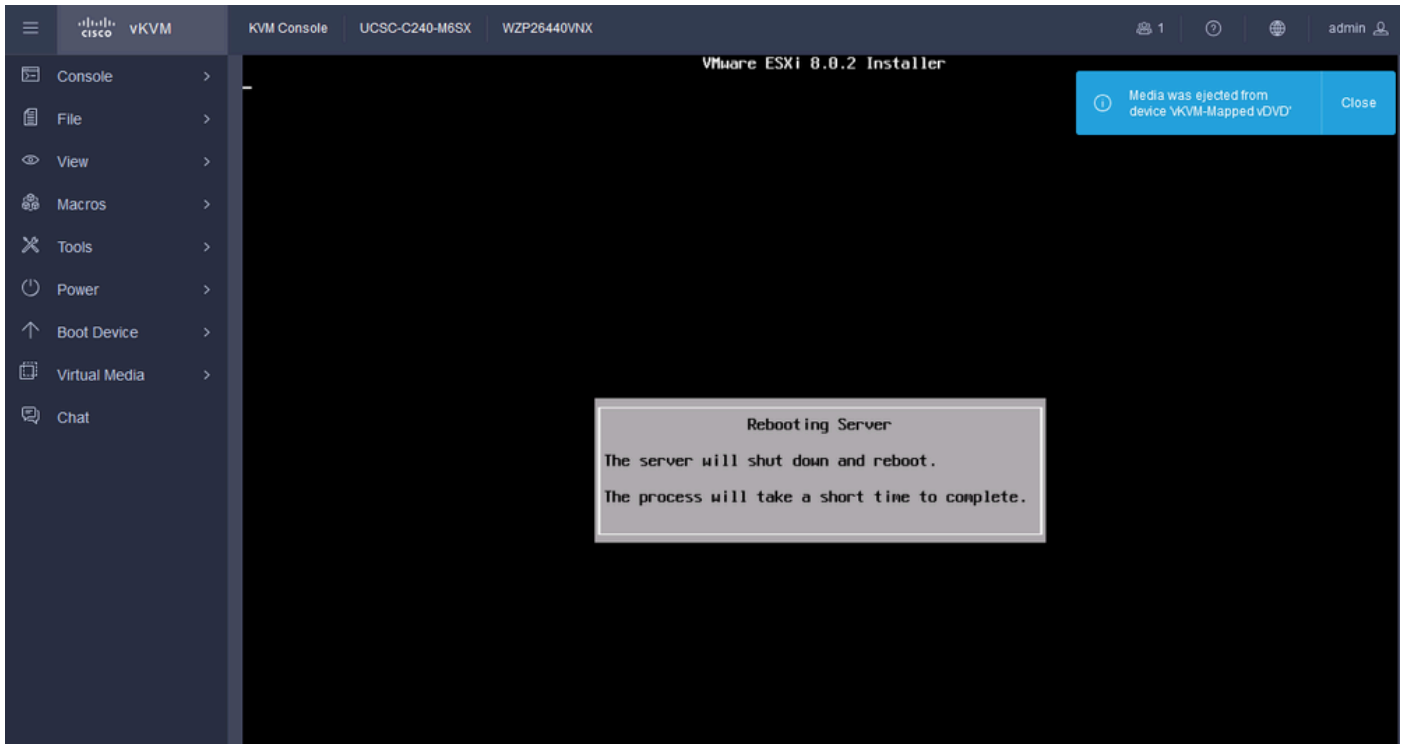 cisco vKVM KVM Console UCSC-C240-M6SX WZP26440VNX 1 ? admin
Console
File
View
Macros
Tools
Power
Boot Device
Virtual Media
Chat
VMware ESXi 8.0.2 Installer
Media was ejected from
device 'vKVM-Mapped vDVD'
Close
Rebooting Server
The server will shut down and reboot.
The process will take a short time to complete.